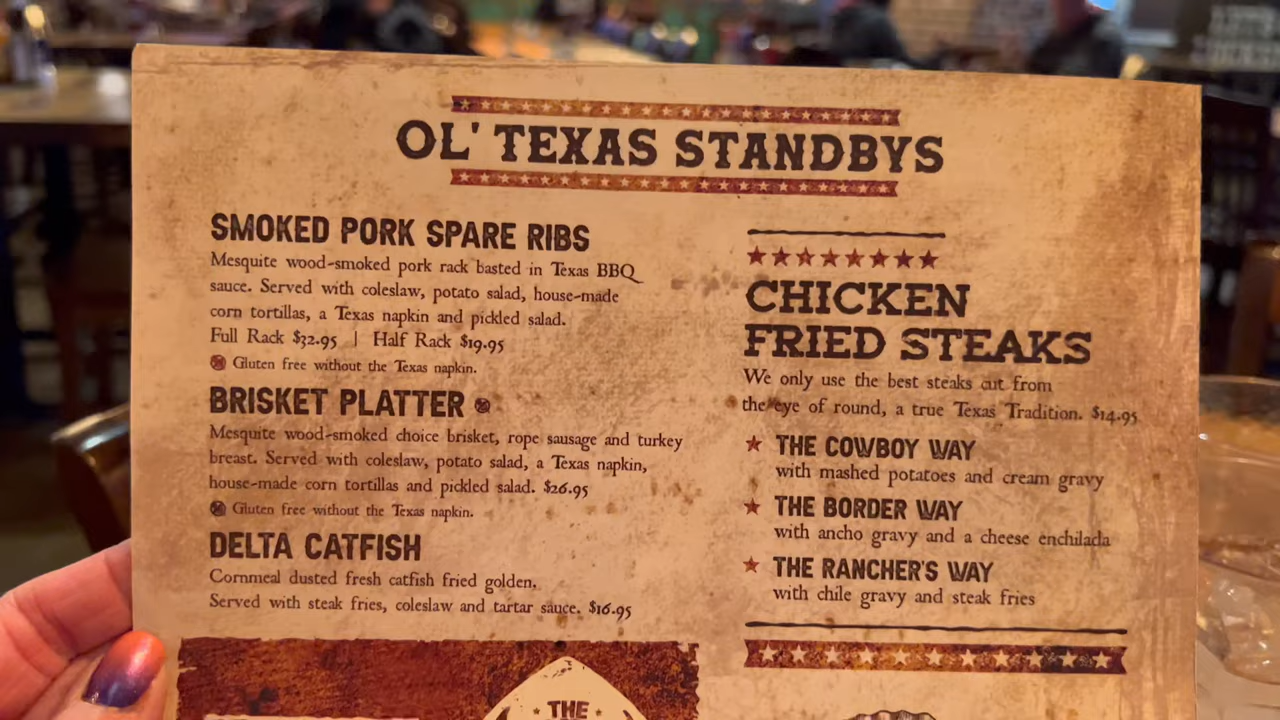 OL' TEXAS STANDBYS
SMOKED PORK SPARE RIBS
Mesquite wood-smoked pork rack basted in Texas BBQ
sauce. Served with coleslaw, potato salad, house-made
corn tortillas, a Texas napkin and pickled salad.
Full Rack $32.95 | Half Rack $19.95
Gluten free without the Texas napkin.
BRISKET PLATTER
Mesquite wood-smoked choice brisket, rope sausage and turkey
breast. Served with coleslaw, potato salad, a Texas napkin,
house-made corn tortillas and pickled salad. $26.95
Gluten free without the Texas napkin.
DELTA CATFISH
Cornmeal dusted fresh catfish fried golden.
Served with steak fries, coleslaw and tartar sauce. $16.95
THE
CHICKEN
FRIED STEAKS
We only use the best steaks cut from
the eye of round, a true Texas Tradition. $14.95
THE COWBOY WAY
with mashed potatoes and cream gravy
THE BORDER WAY
with ancho gravy and a cheese enchilada
THE RANCHER'S WAY
with chile gravy and steak fries